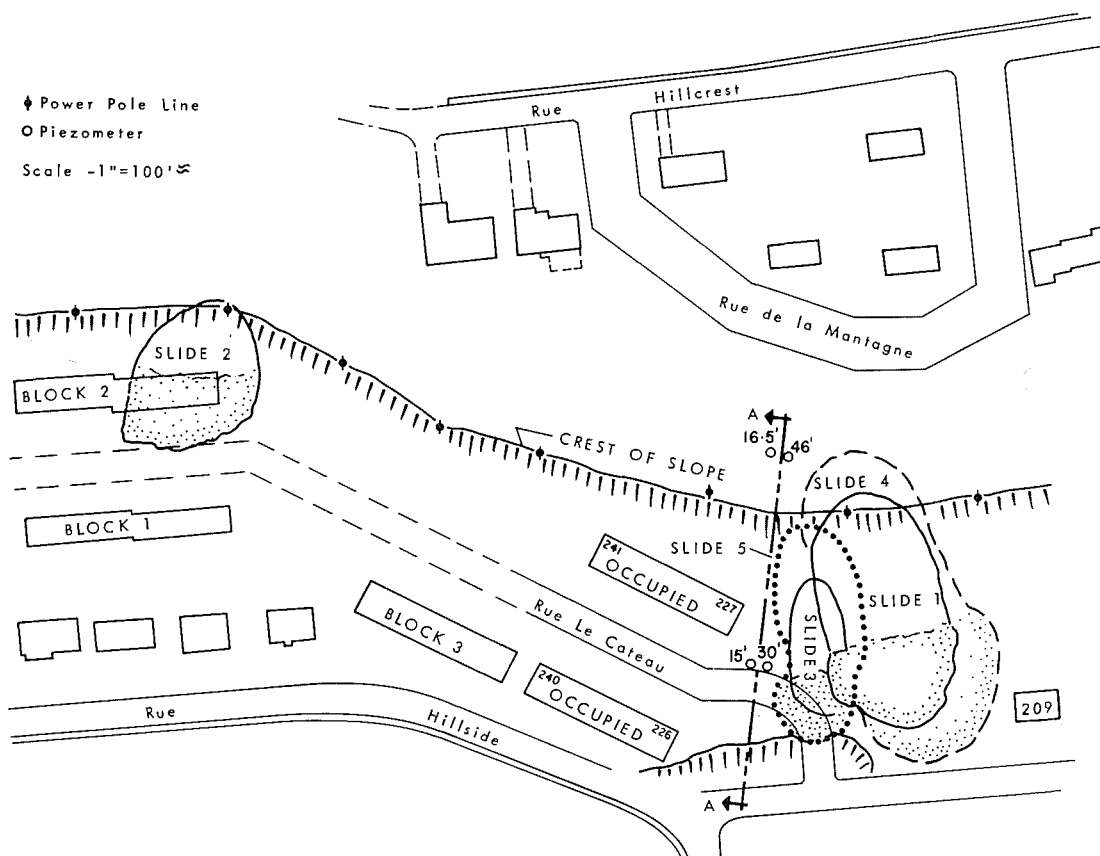 Power Pole Line
Piezometer
Scale -1"=100'≈
Rue Hillcrest
Rue de la Mantagne
SLIDE 2
BLOCK 2
CREST OF SLOPE
A
16·5' 46'
SLIDE 4
BLOCK 1
241
OCCUPIED
227
SLIDE 5
SLIDE 1
SLIDE 3
Rue Le Cateau
BLOCK 3
15' 30'
240
OCCUPIED
226
209
Rue Hillside
A